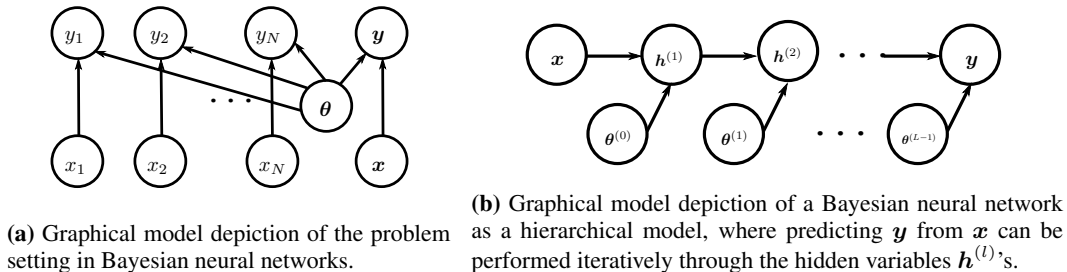 y₁ y₂ y_N y
θ
. . .
x₁ x₂ x_N x
(a) Graphical model depiction of the problem
setting in Bayesian neural networks.
x h⁽¹⁾ h⁽²⁾ . . . y
θ⁽⁰⁾ θ⁽¹⁾ . . . θ⁽ᴸ⁻¹⁾
(b) Graphical model depiction of a Bayesian neural network
as a hierarchical model, where predicting y from x can be
performed iteratively through the hidden variables h⁽ˡ⁾'s.